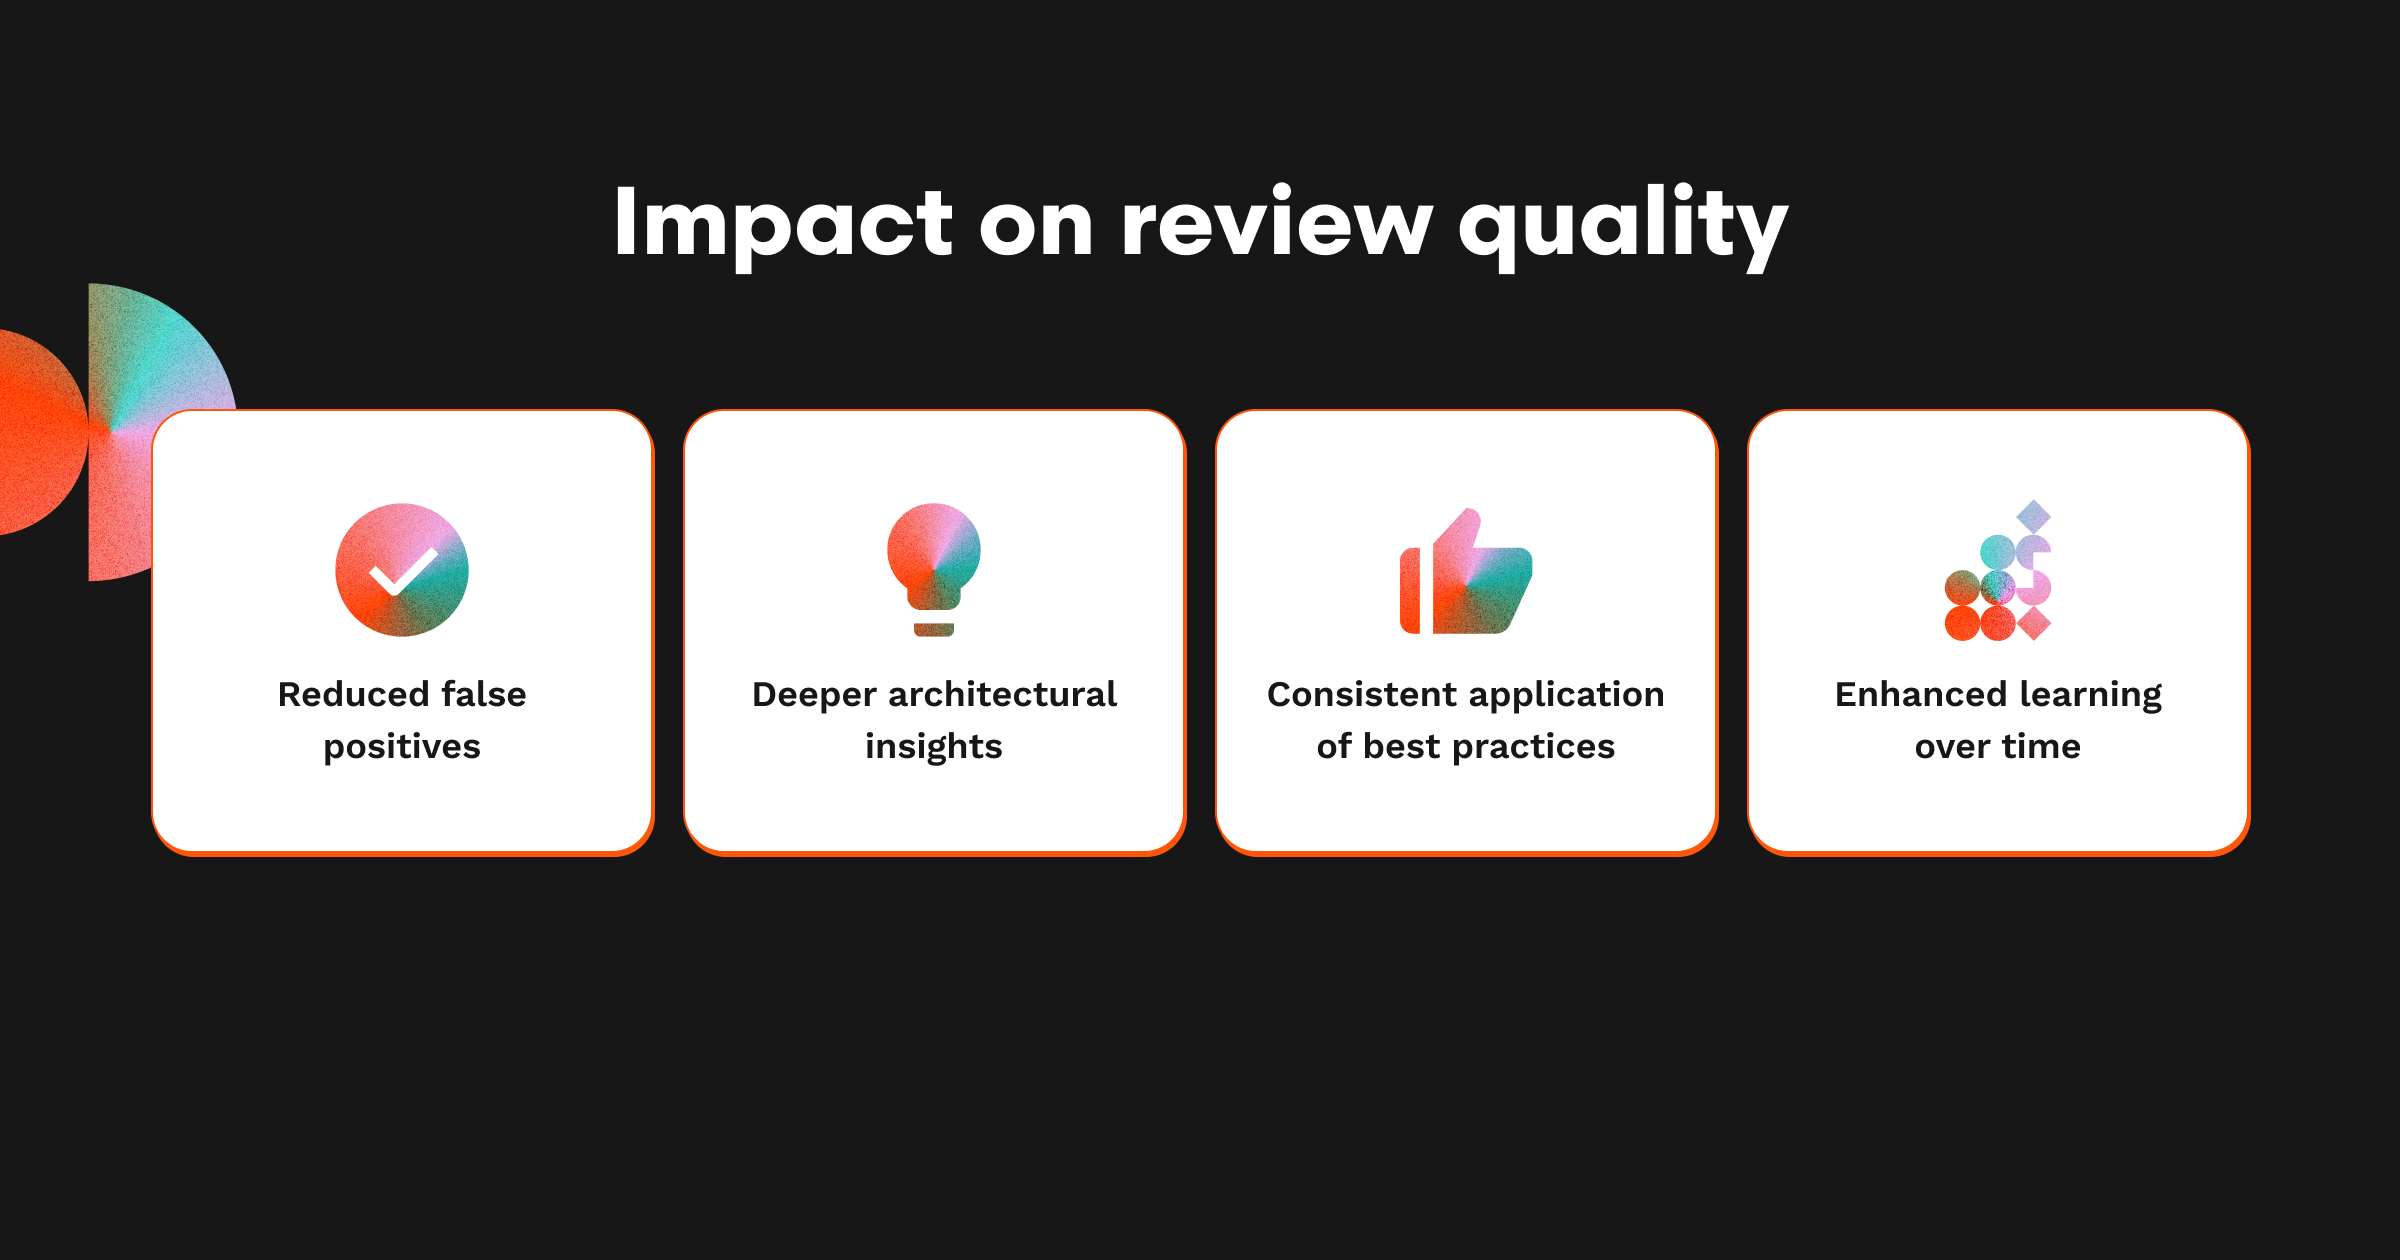 Impact on review quality
Reduced false
positives
Deeper architectural
insights
Consistent application
of best practices
Enhanced learning
over time